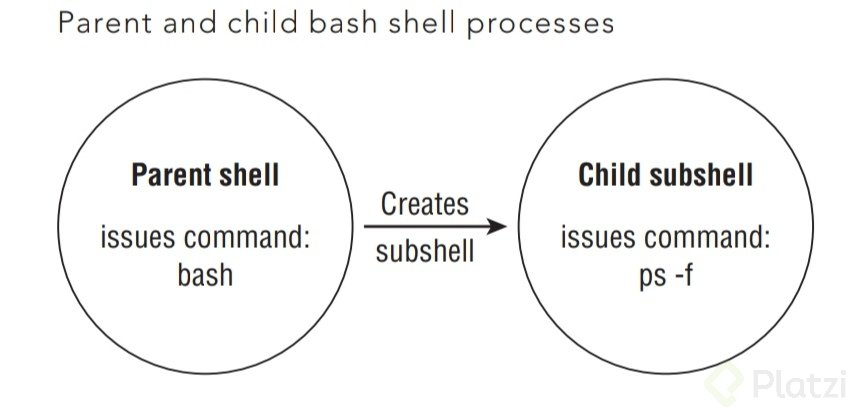 Parent and child bash shell processes
Parent shell
issues command:
bash
Creates
subshell
Child subshell
issues command:
ps -f
Platzi